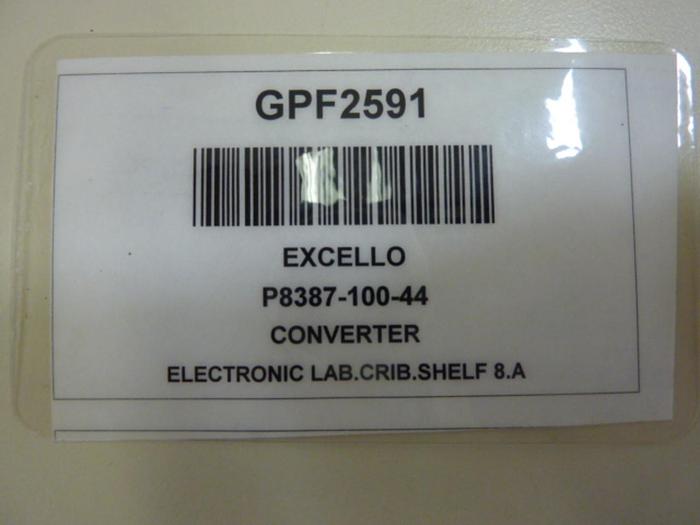 GPF2591
EXCELLO
P8387-100-44
CONVERTER
ELECTRONIC LAB.CRIB.SHELF 8.A